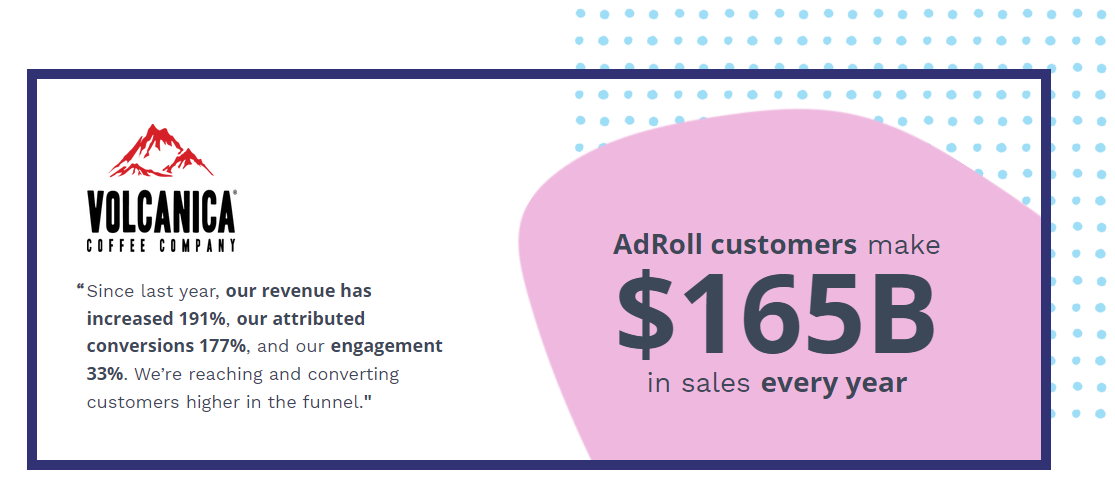 VOLCANICA®
COFFEE COMPANY
“Since last year, our revenue has
increased 191%, our attributed
conversions 177%, and our engagement
33%. We’re reaching and converting
customers higher in the funnel."
AdRoll customers make
$165B
in sales every year